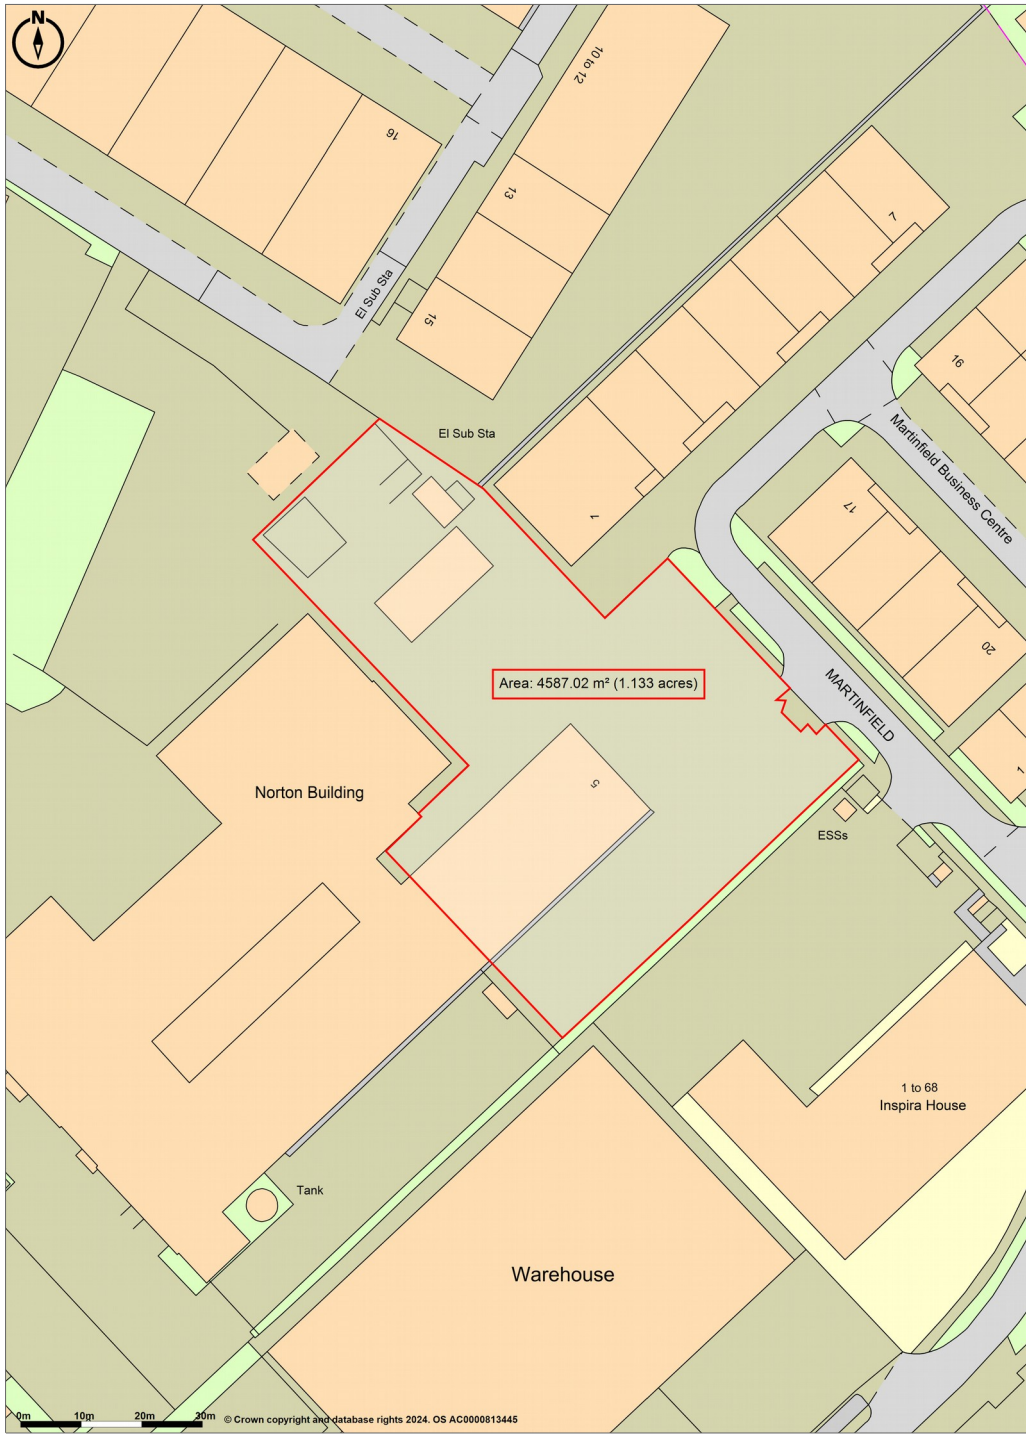 N
10 to 12
16
13
El Sub Sta
15
7
16
El Sub Sta
Martinfield Business Centre
17
1
20
Area: 4587.02 m² (1.133 acres)
MARTINFIELD
1
5
Norton Building
ESSs
1 to 68
Inspira House
Tank
Warehouse
0m 10m 20m 30m
© Crown copyright and database rights 2024. OS AC0000813445